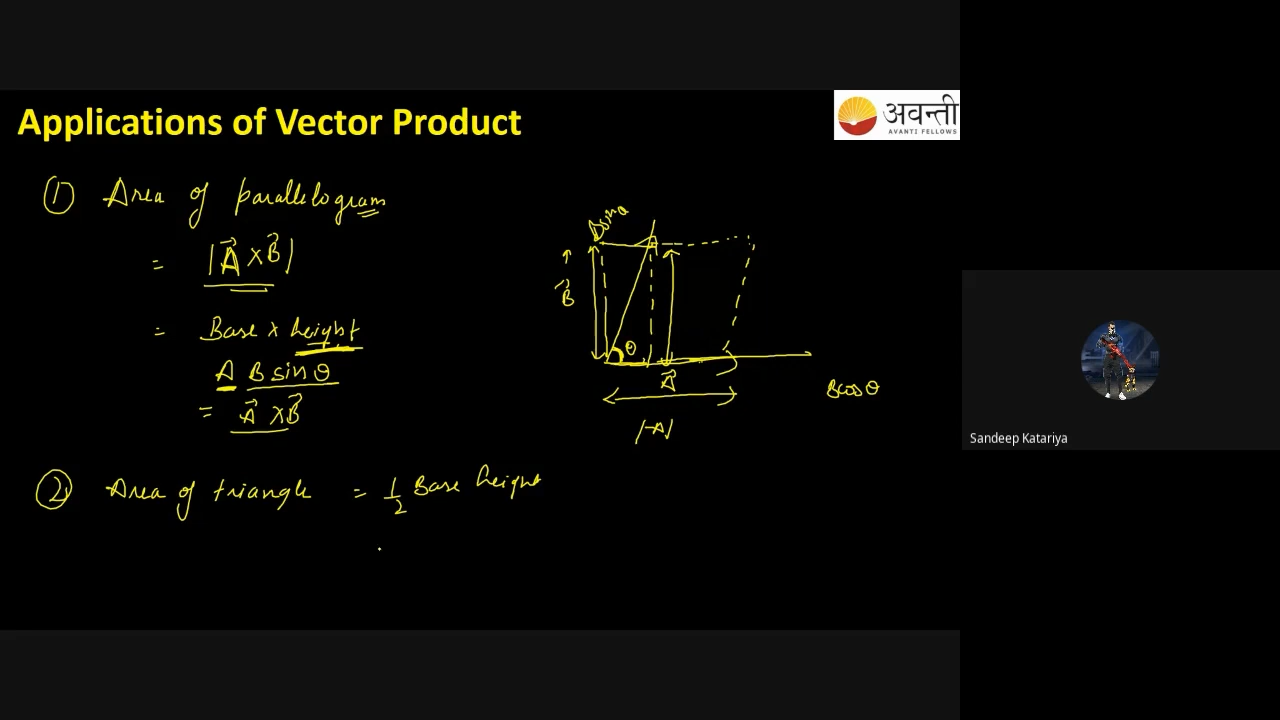 Applications of Vector Product
अवन्ती
AVANTI FELLOWS
① Area of parallelogram
= |A⃗ × B⃗|
= Base × height
A B sin θ
= A⃗ × B⃗
② Area of triangle = 1/2 Base height
B sin θ
B⃗
θ
A⃗
|A|
B cos θ
Sandeep Katariya